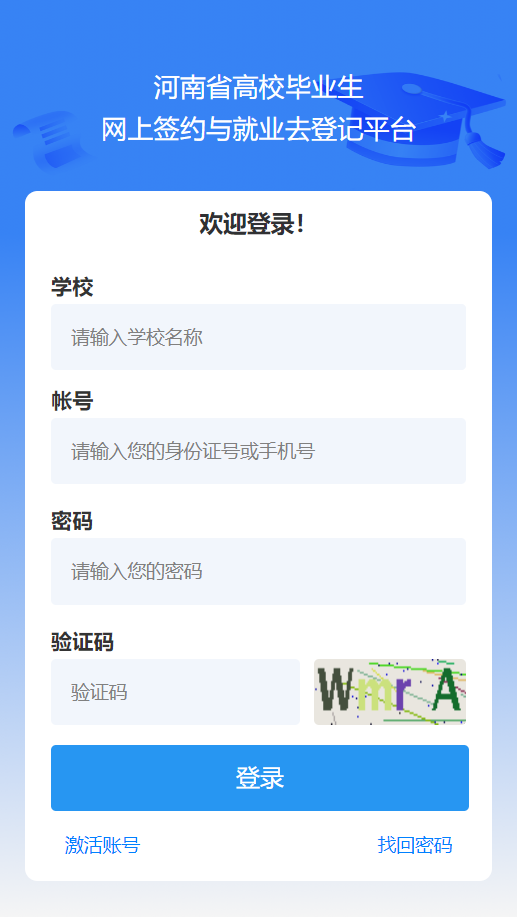 河南省高校毕业生
网上签约与就业去登记平台
欢迎登录！
学校
请输入学校名称
帐号
请输入您的身份证号或手机号
密码
请输入您的密码
验证码
验证码
WmrA
登录
激活账号
找回密码